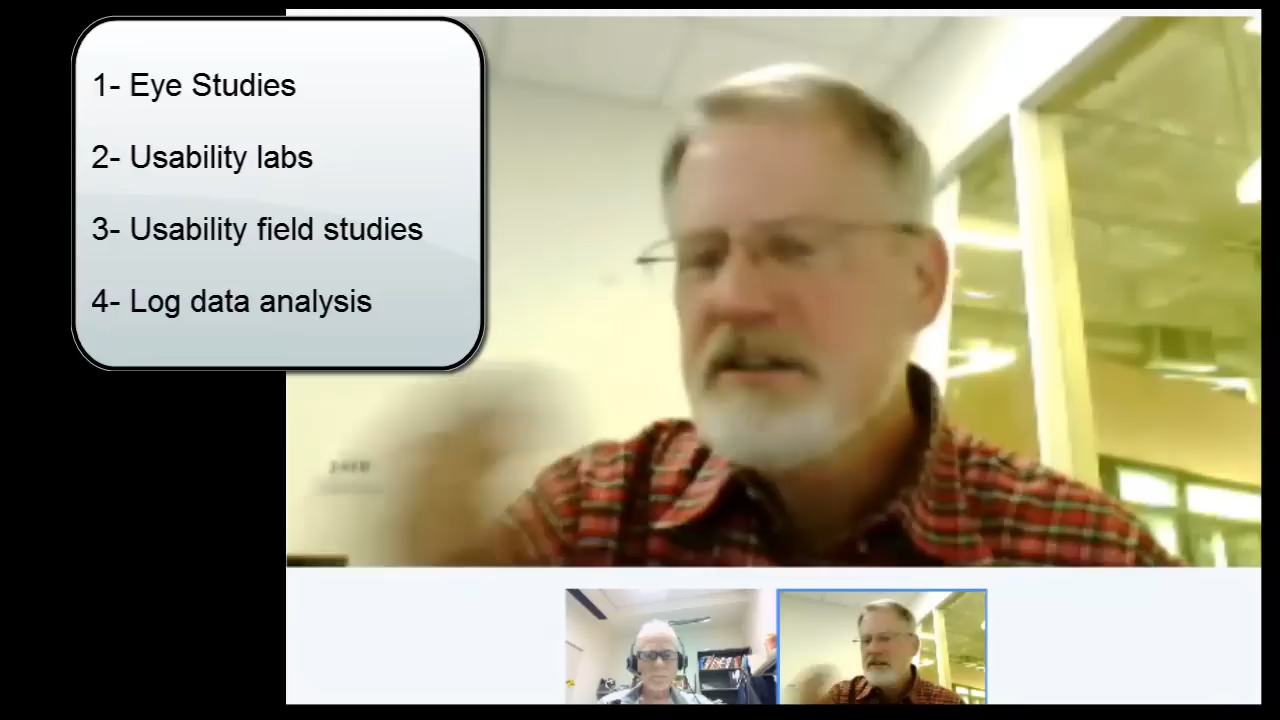 1- Eye Studies
2- Usability labs
3- Usability field studies
4- Log data analysis